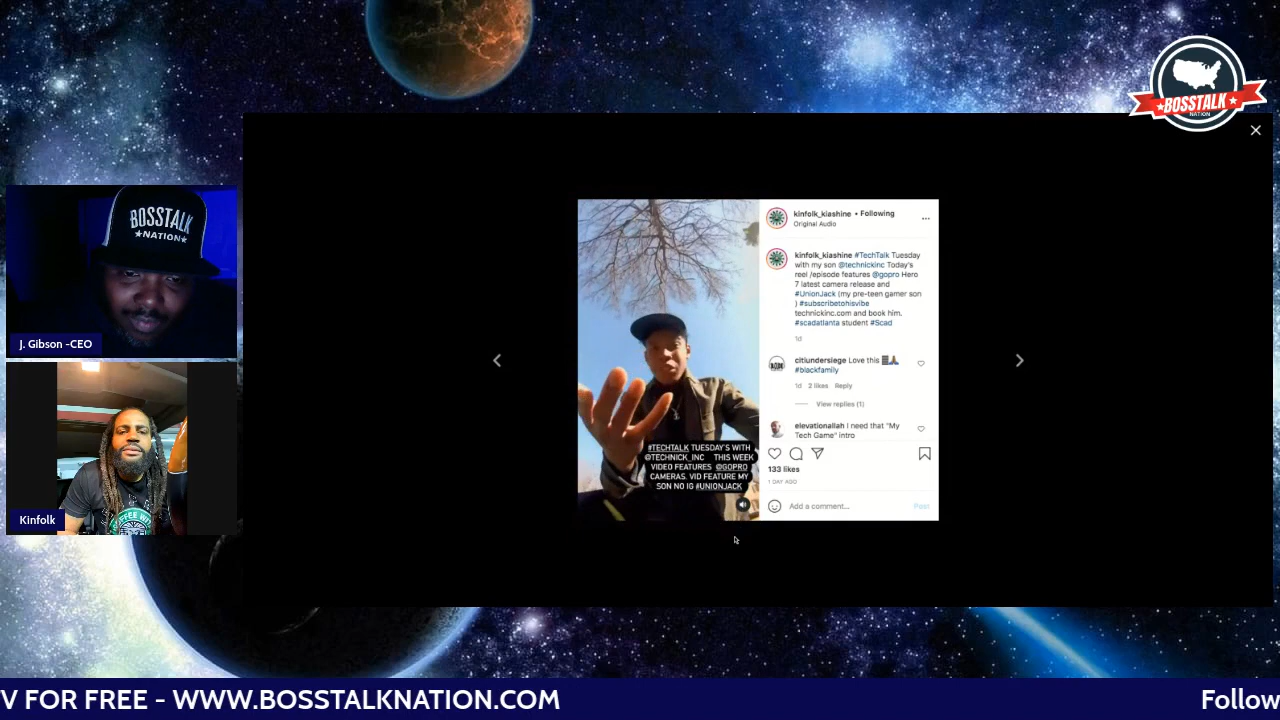 ★BOSSTALK★
NATION
BOSSTALK
★NATION★
J. Gibson -CEO
Kinfolk
#TECHTALK TUESDAY'S WITH
@TECHNICK_INC THIS WEEK
VIDEO FEATURES @GOPRO
CAMERAS. VID FEATURE MY
SON NO IG #UNIONJACK
kinfolk_kiashine • Following
Original Audio
kinfolk_kiashine #TechTalk Tuesday
with my son @technickinc Today's
reel /episode features @gopro Hero
7 latest camera release and
#UnionJack (my pre-teen gamer son
) #subscribetohisvibe
technickinc.com and book him.
#scadatlanta student #Scad
1d
citiundersiege Love this
#blackfamily
1d 2 likes Reply
View replies (1)
elevationallah I need that "My
Tech Game" intro
133 likes
1 DAY AGO
Add a comment...
Post
V FOR FREE - WWW.BOSSTALKNATION.COM
Follow